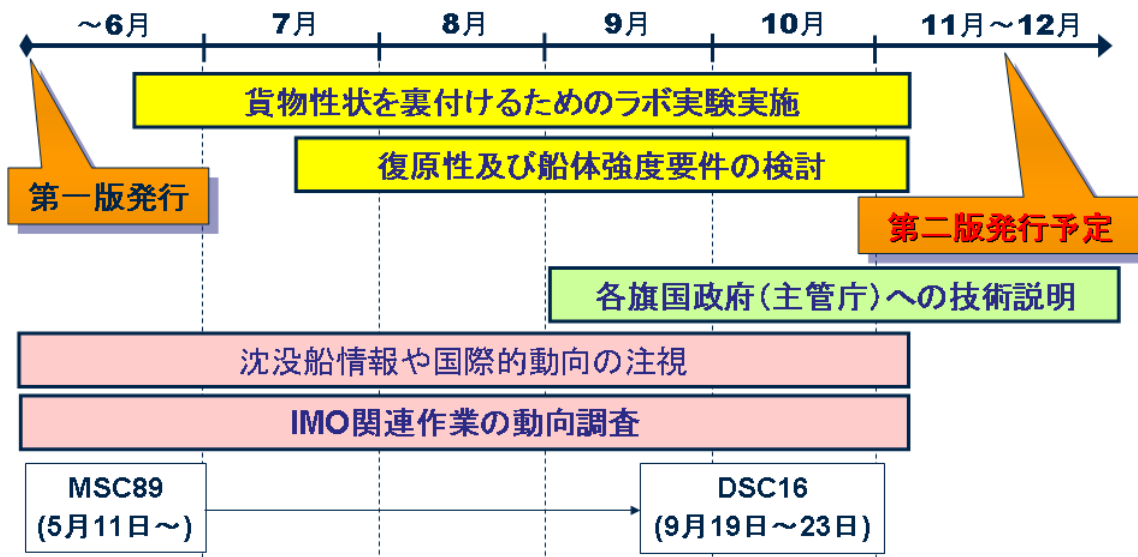 ～6月
7月
8月
9月
10月
11月～12月
貨物性状を裏付けるためのラボ実験実施
復原性及び船体強度要件の検討
第一版発行
第二版発行予定
各旗国政府(主管庁)への技術説明
沈没船情報や国際的動向の注視
IMO関連作業の動向調査
MSC89
(5月11日～)
DSC16
(9月19日～23日)